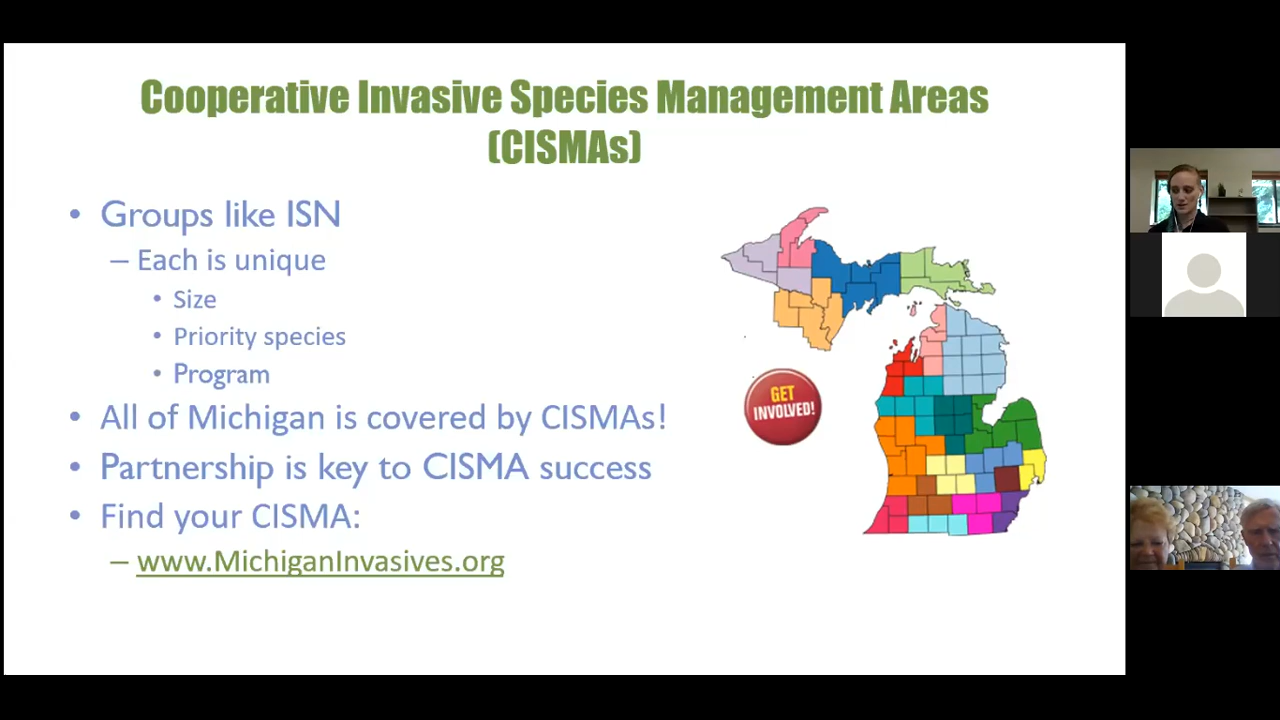 Cooperative Invasive Species Management Areas
(CISMAs)
• Groups like ISN
– Each is unique
• Size
• Priority species
• Program
• All of Michigan is covered by CISMAs!
• Partnership is key to CISMA success
• Find your CISMA:
– www.MichiganInvasives.org
GET
INVOLVED!